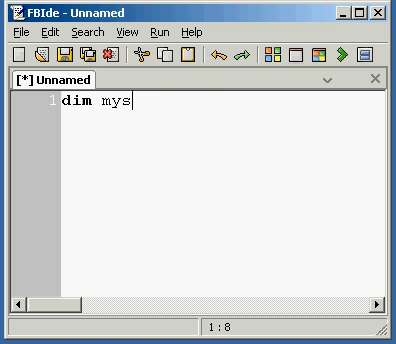 FBIde - Unnamed
File Edit Search View Run Help
[*] Unnamed
1 dim mys
1 : 8